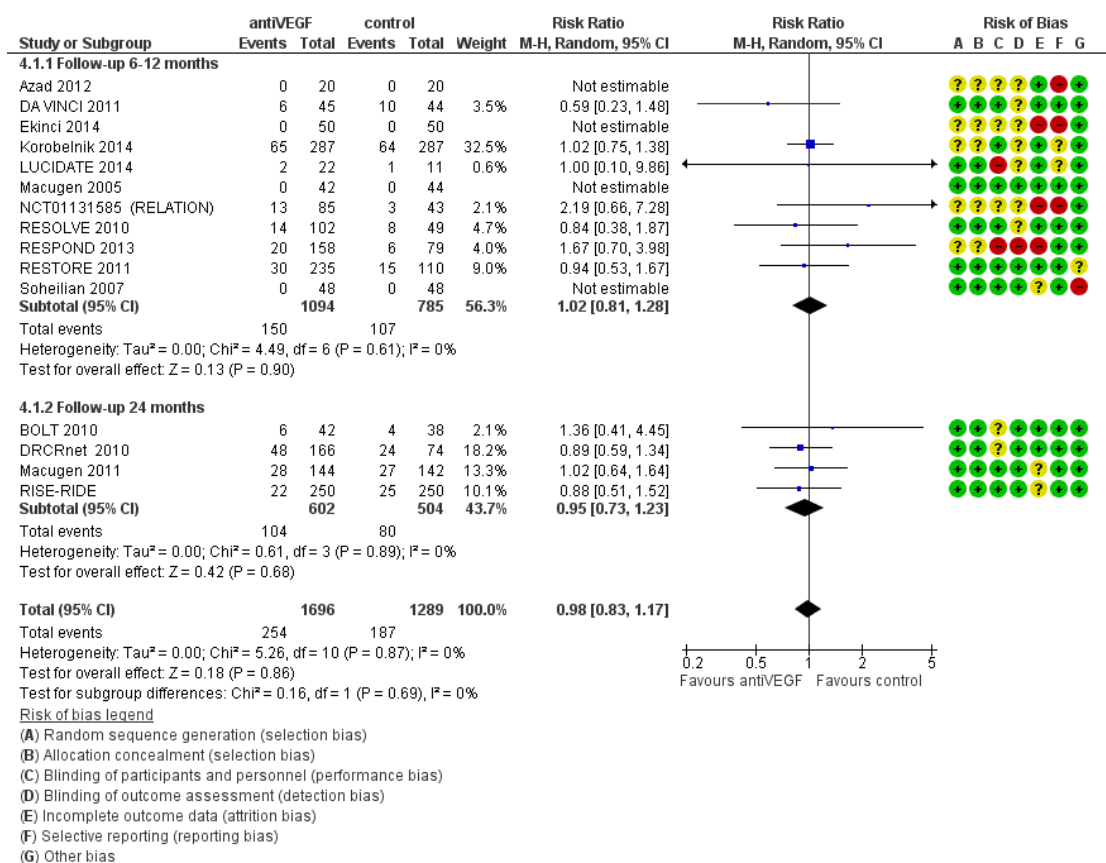 antiVEGF control Risk Ratio Risk Ratio Risk of Bias
Study or Subgroup Events Total Events Total Weight M-H, Random, 95% CI M-H, Random, 95% CI A B C D E F G
4.1.1 Follow-up 6-12 months
Azad 2012 0 20 0 20 Not estimable ? ? ? ? + - +
DA VINCI 2011 6 45 10 44 3.5% 0.59 [0.23, 1.48] + + + ? + + +
Ekinci 2014 0 50 0 50 Not estimable ? ? ? ? - - +
Korobelnik 2014 65 287 64 287 32.5% 1.02 [0.75, 1.38] ? ? + ? + ? +
LUCIDATE 2014 2 22 1 11 0.6% 1.00 [0.10, 9.86] + + - ? + ? +
Macugen 2005 0 42 0 44 Not estimable + + + + + + +
NCT01131585 (RELATION) 13 85 3 43 2.1% 2.19 [0.66, 7.28] ? ? ? ? - - +
RESOLVE 2010 14 102 8 49 4.7% 0.84 [0.38, 1.87] + + + ? + + +
RESPOND 2013 20 158 6 79 4.0% 1.67 [0.70, 3.98] ? ? - - - + +
RESTORE 2011 30 235 15 110 9.0% 0.94 [0.53, 1.67] + + + + + + ?
Soheilian 2007 0 48 0 48 Not estimable + + + + ? + -
Subtotal (95% CI) 1094 785 56.3% 1.02 [0.81, 1.28]
Total events 150 107
Heterogeneity: Tau² = 0.00; Chi² = 4.49, df = 6 (P = 0.61); I² = 0%
Test for overall effect: Z = 0.13 (P = 0.90)
4.1.2 Follow-up 24 months
BOLT 2010 6 42 4 38 2.1% 1.36 [0.41, 4.45] + + ? + + + +
DRCRnet 2010 48 166 24 74 18.2% 0.89 [0.59, 1.34] + + ? + + + +
Macugen 2011 28 144 27 142 13.3% 1.02 [0.64, 1.64] + + + + ? + +
RISE-RIDE 22 250 25 250 10.1% 0.88 [0.51, 1.52] + + + + ? + +
Subtotal (95% CI) 602 504 43.7% 0.95 [0.73, 1.23]
Total events 104 80
Heterogeneity: Tau² = 0.00; Chi² = 0.61, df = 3 (P = 0.89); I² = 0%
Test for overall effect: Z = 0.42 (P = 0.68)
Total (95% CI) 1696 1289 100.0% 0.98 [0.83, 1.17]
Total events 254 187
Heterogeneity: Tau² = 0.00; Chi² = 5.26, df = 10 (P = 0.87); I² = 0%
Test for overall effect: Z = 0.18 (P = 0.86)
Test for subgroup differences: Chi² = 0.16, df = 1 (P = 0.69), I² = 0%
0.2 0.5 1 2 5
Favours antiVEGF Favours control
Risk of bias legend
(A) Random sequence generation (selection bias)
(B) Allocation concealment (selection bias)
(C) Blinding of participants and personnel (performance bias)
(D) Blinding of outcome assessment (detection bias)
(E) Incomplete outcome data (attrition bias)
(F) Selective reporting (reporting bias)
(G) Other bias